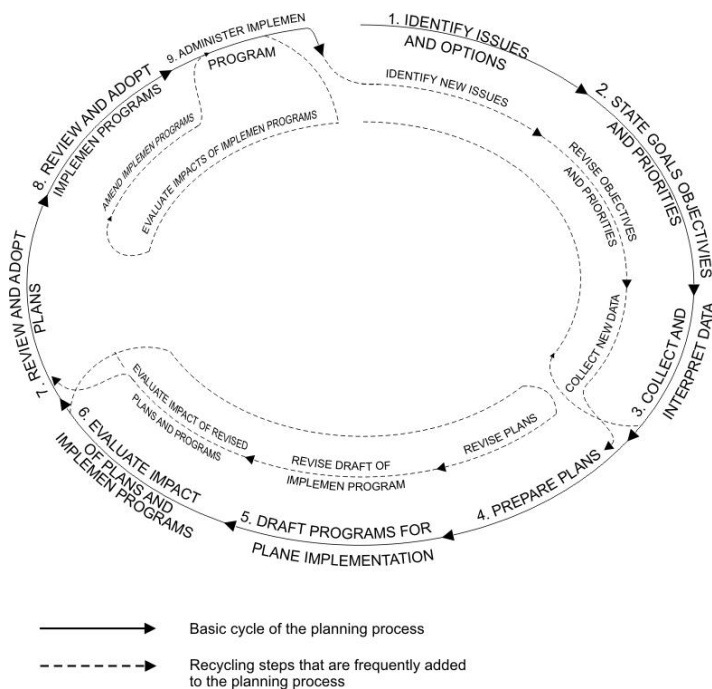 1. IDENTIFY ISSUES
AND OPTIONS
2. STATE GOALS OBJECTIVIES
AND PRIORITIES
3. COLLECT AND
INTERPRET DATA
4. PREPARE PLANS
5. DRAFT PROGRAMS FOR
PLANE IMPLEMENTATION
6. EVALUATE IMPACT
OF PLANS AND
IMPLEMEN PROGRAMS
7. REVIEW AND ADOPT
PLANS
8. REVIEW AND ADOPT
IMPLEMEN PROGRAMS
9. ADMINISTER IMPLEMEN
PROGRAM
IDENTIFY NEW ISSUES
REVISE OBJECTIVES
AND PRIORITIES
COLLECT NEW DATA
REVISE PLANS
REVISE DRAFT OF
IMPLEMEN PROGRAM
EVALUATE IMPACT OF REVISED
PLANS AND PROGRAMS
AMEND IMPLEMEN PROGRAMS
EVALUATE IMPACTS OF IMPLEMEN PROGRAMS
Basic cycle of the planning process
Recycling steps that are frequently added
to the planning process